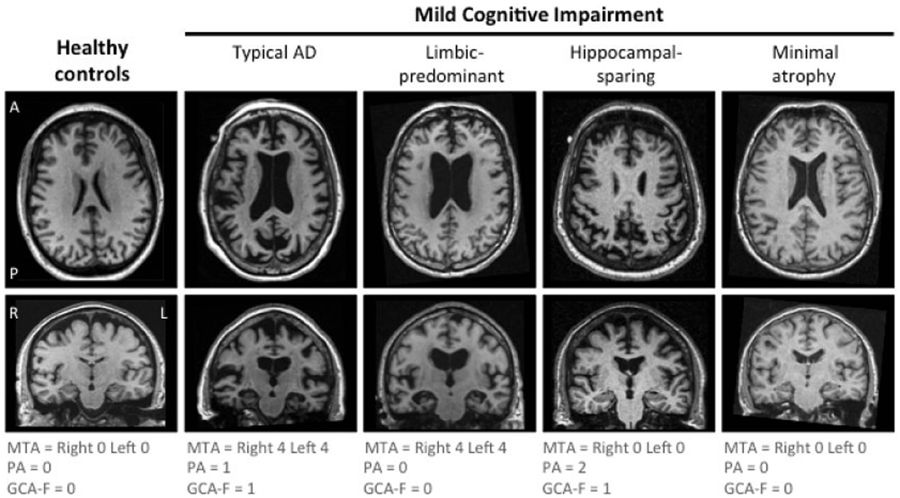 Mild Cognitive Impairment
Healthy
controls
Typical AD
Limbic-
predominant
Hippocampal-
sparing
Minimal
atrophy
A
P
R L
MTA = Right 0 Left 0
PA = 0
GCA-F = 0
MTA = Right 4 Left 4
PA = 1
GCA-F = 1
MTA = Right 4 Left 4
PA = 0
GCA-F = 0
MTA = Right 0 Left 0
PA = 2
GCA-F = 1
MTA = Right 0 Left 0
PA = 0
GCA-F = 0